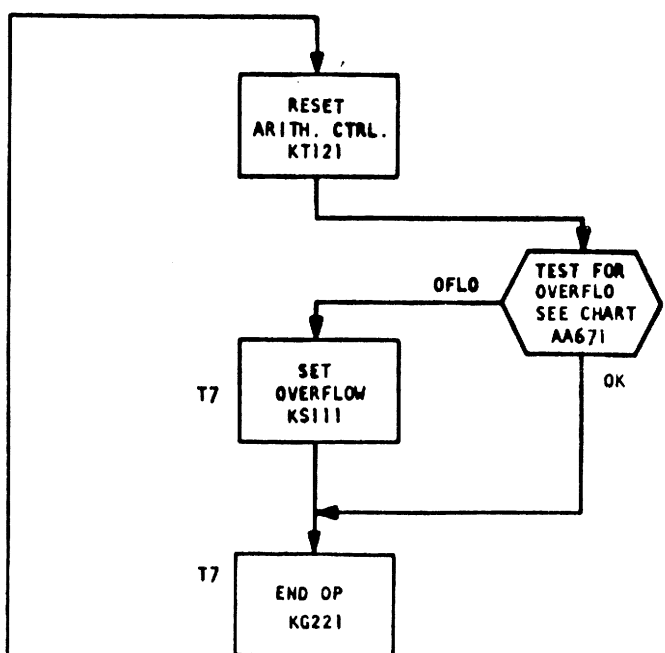 RESET
ARITH. CTRL.
KT121
TEST FOR
OVERFLO
SEE CHART
AA671
OFLO
OK
T7
SET
OVERFLOW
KS111
T7
END OP
KG221